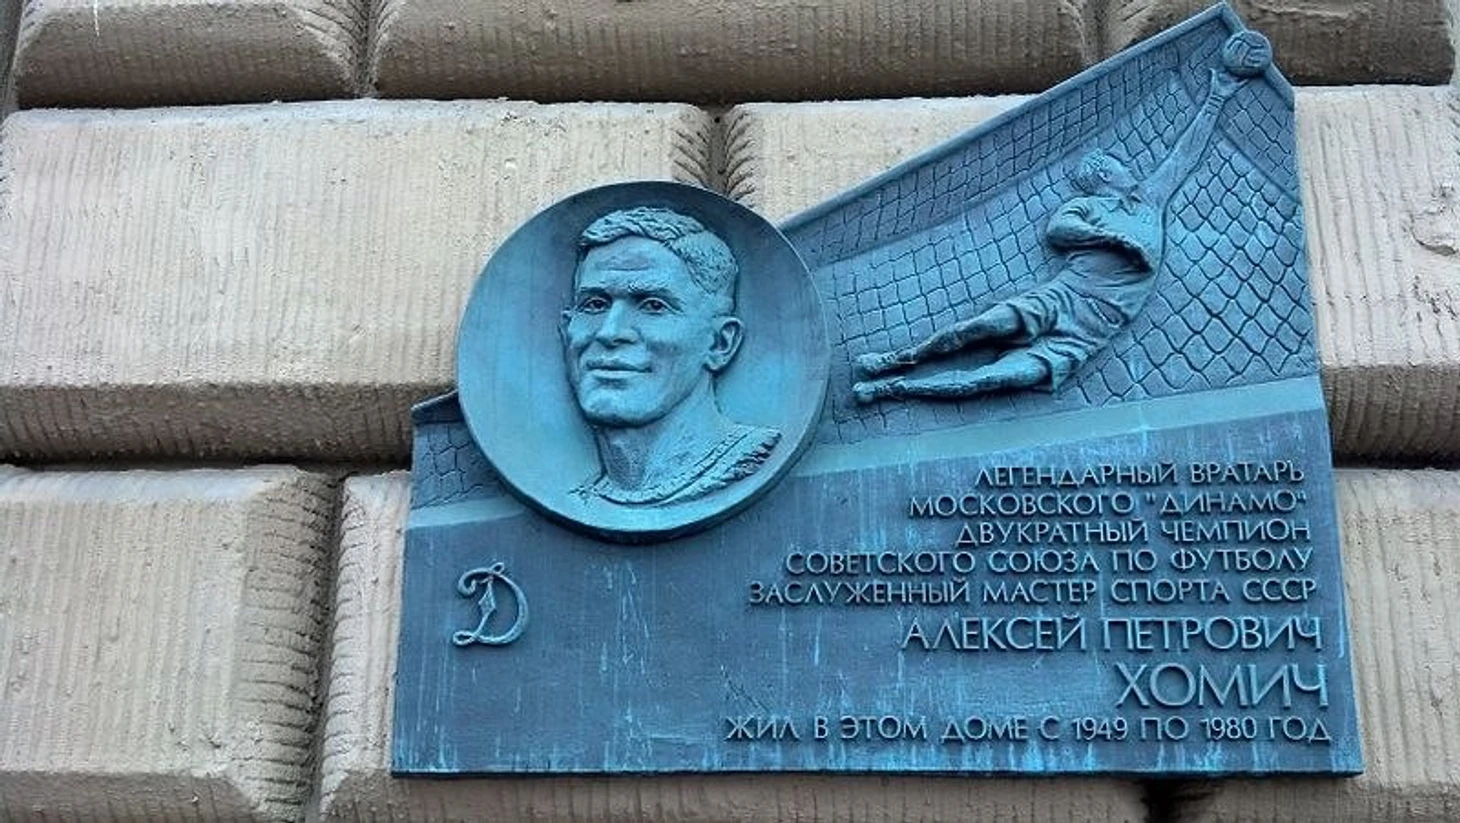 ЛЕГЕНДАРНЫЙ ВРАТАРЬ
МОСКОВСКОГО "ДИНАМО"
ДВУКРАТНЫЙ ЧЕМПИОН
СОВЕТСКОГО СОЮЗА ПО ФУТБОЛУ
ЗАСЛУЖЕННЫЙ МАСТЕР СПОРТА СССР
АЛЕКСЕЙ ПЕТРОВИЧ
ХОМИЧ
ЖИЛ В ЭТОМ ДОМЕ С 1949 ПО 1980 ГОД
Д